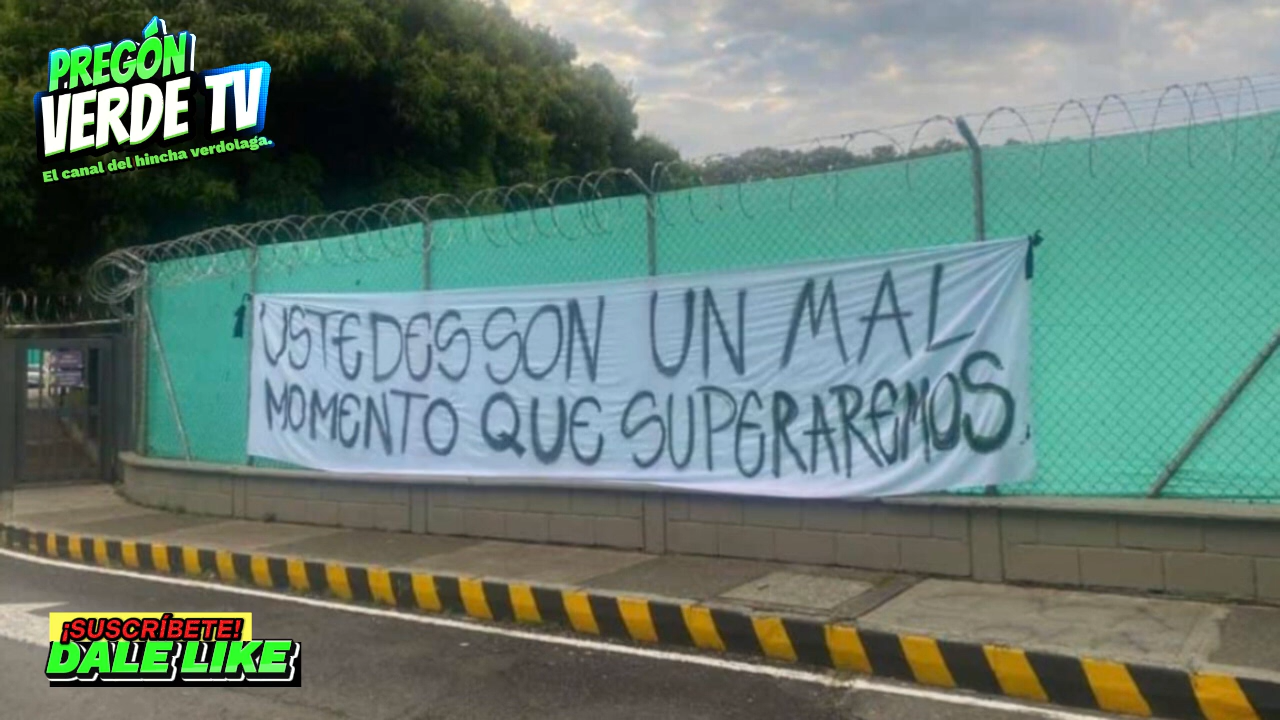 PREGÓN
VERDE TV
El canal del hincha verdolaga.
USTEDES SON UN MAL
MOMENTO QUE SUPERAREMOS.
¡SUSCRÍBETE!
DALE LIKE